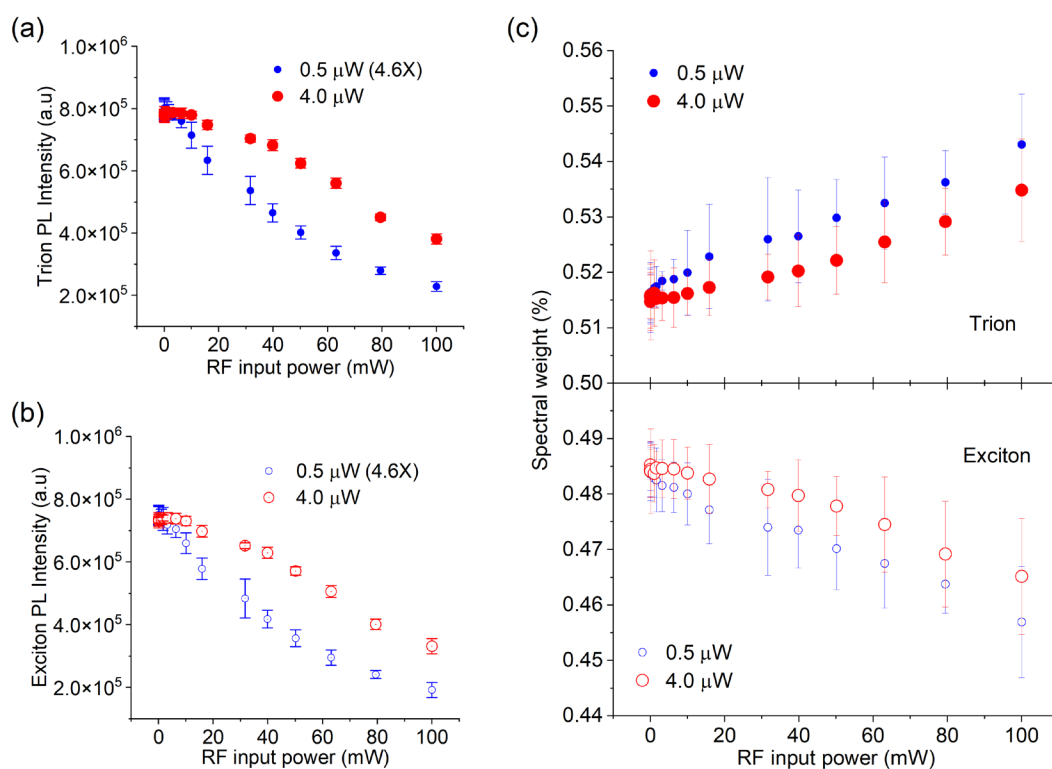 (a)
1.0×10⁶
8.0×10⁵
6.0×10⁵
4.0×10⁵
2.0×10⁵
Trion PL Intensity (a.u)
0.5 μW (4.6X)
4.0 μW
0 20 40 60 80 100
RF input power (mW)
(b)
1.0×10⁶
8.0×10⁵
6.0×10⁵
4.0×10⁵
2.0×10⁵
Exciton PL Intensity (a.u)
0.5 μW (4.6X)
4.0 μW
0 20 40 60 80 100
RF input power (mW)
(c)
0.56
0.55
0.54
0.53
0.52
0.51
0.50
0.5 μW
4.0 μW
Trion
Spectral weight (%)
0.49
0.48
0.47
0.46
0.45
0.44
Exciton
0.5 μW
4.0 μW
0 20 40 60 80 100
RF input power (mW)